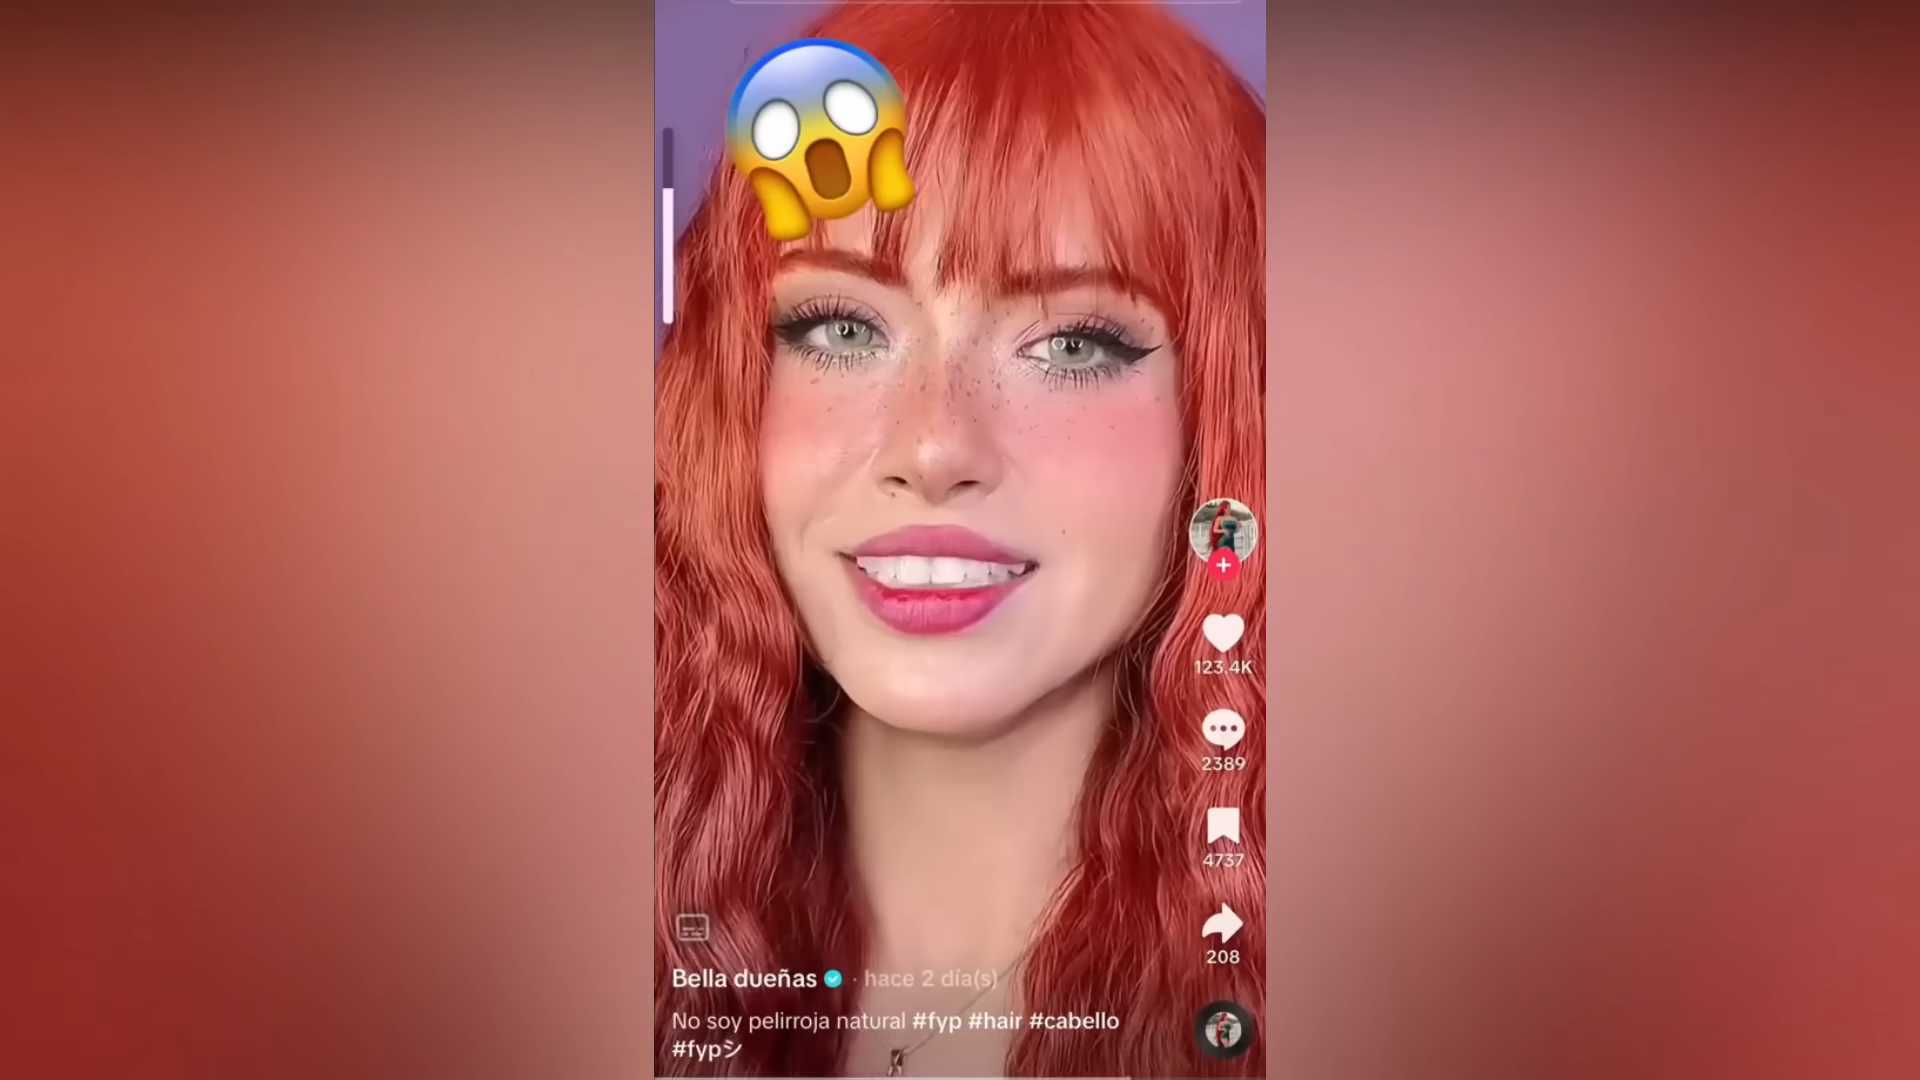 123.4K
2389
4737
208
Bella dueñas · hace 2 día(s)
No soy pelirroja natural #fyp #hair #cabello
#fypシ